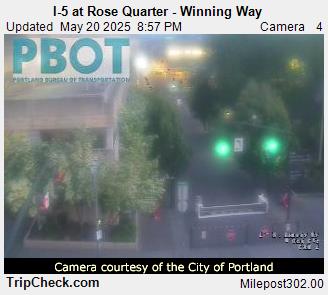 I-5 at Rose Quarter - Winning Way
Updated May 20 2025 8:57 PM Camera 4
PBOT
PORTLAND BUREAU OF TRANSPORTATION
Camera courtesy of the City of Portland
TripCheck.com Milepost302.00